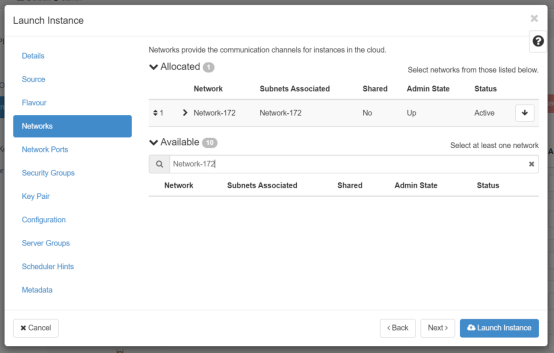 Launch Instance
×
?
Details
Source
Flavour
Networks
Network Ports
Security Groups
Key Pair
Configuration
Server Groups
Scheduler Hints
Metadata
Networks provide the communication channels for instances in the cloud.
Allocated 1
Select networks from those listed below.
Network Subnets Associated Shared Admin State Status
1 Network-172 Network-172 No Up Active
Available 10
Select at least one network
Network-172
Network Subnets Associated Shared Admin State Status
Cancel
Back
Next
Launch Instance